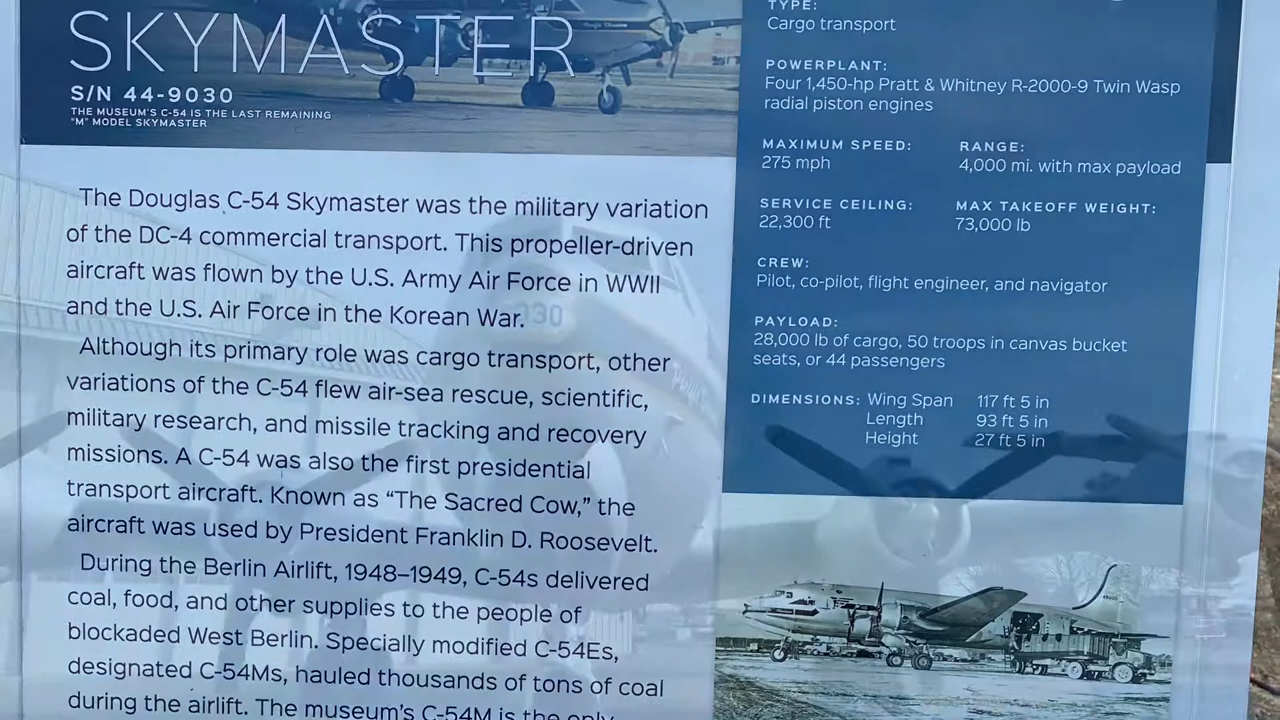 SKYMASTER
S/N 44-9030
THE MUSEUM'S C-54 IS THE LAST REMAINING
"M" MODEL SKYMASTER
The Douglas C-54 Skymaster was the military variation
of the DC-4 commercial transport. This propeller-driven
aircraft was flown by the U.S. Army Air Force in WWII
and the U.S. Air Force in the Korean War.
Although its primary role was cargo transport, other
variations of the C-54 flew air-sea rescue, scientific,
military research, and missile tracking and recovery
missions. A C-54 was also the first presidential
transport aircraft. Known as “The Sacred Cow,” the
aircraft was used by President Franklin D. Roosevelt.
During the Berlin Airlift, 1948–1949, C-54s delivered
coal, food, and other supplies to the people of
blockaded West Berlin. Specially modified C-54Es,
designated C-54Ms, hauled thousands of tons of coal
during the airlift. The museum's C-54M is the only
TYPE:
Cargo transport
POWERPLANT:
Four 1,450-hp Pratt & Whitney R-2000-9 Twin Wasp
radial piston engines
MAXIMUM SPEED:
275 mph
RANGE:
4,000 mi. with max payload
SERVICE CEILING:
22,300 ft
MAX TAKEOFF WEIGHT:
73,000 lb
CREW:
Pilot, co-pilot, flight engineer, and navigator
PAYLOAD:
28,000 lb of cargo, 50 troops in canvas bucket
seats, or 44 passengers
DIMENSIONS: Wing Span 117 ft 5 in
Length 93 ft 5 in
Height 27 ft 5 in